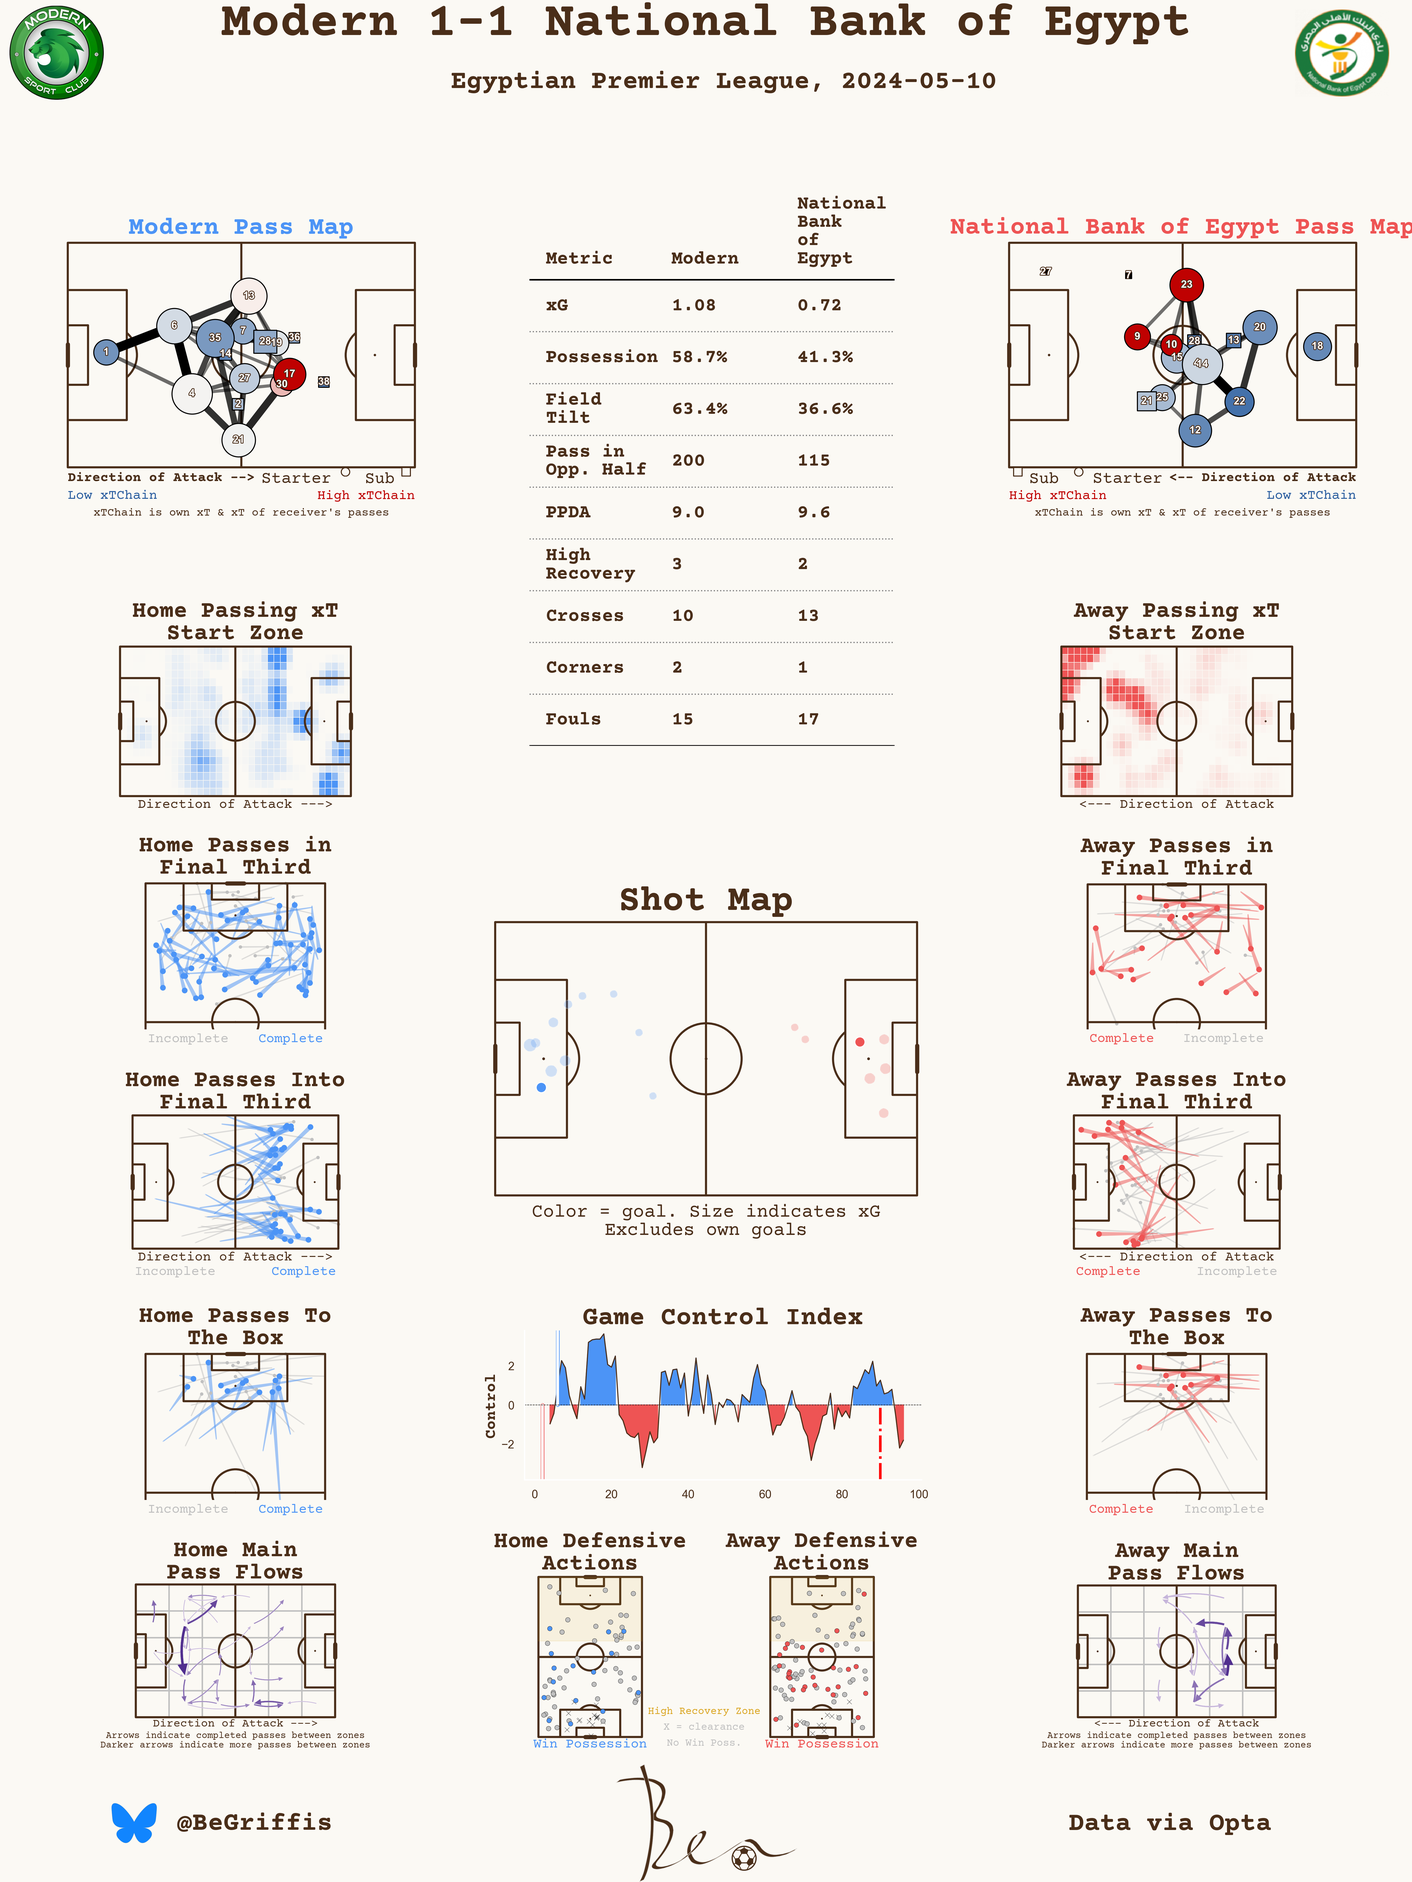 Modern 1-1 National Bank of Egypt
Egyptian Premier League, 2024-05-10
MODERN
SPORT CLUB
نادى البنك الأهلى المصرى
National Bank of Egypt Club
Modern Pass Map
13
6
35
7
28
19
36
1
14
17
27
30
38
4
2
21
Direction of Attack --> Starter Sub
Low xTChain High xTChain
xTChain is own xT & xT of receiver's passes
Metric Modern National
Bank
of
Egypt
xG 1.08 0.72
Possession 58.7% 41.3%
Field
Tilt 63.4% 36.6%
Pass in
Opp. Half 200 115
PPDA 9.0 9.6
High
Recovery 3 2
Crosses 10 13
Corners 2 1
Fouls 15 17
National Bank of Egypt Pass Map
27
7
23
20
9
10
28
13
18
15
14
21
25
22
12
Sub Starter <-- Direction of Attack
High xTChain Low xTChain
xTChain is own xT & xT of receiver's passes
Home Passing xT
Start Zone
Direction of Attack --->
Away Passing xT
Start Zone
<--- Direction of Attack
Home Passes in
Final Third
Incomplete Complete
Away Passes in
Final Third
Complete Incomplete
Shot Map
Color = goal. Size indicates xG
Excludes own goals
Home Passes Into
Final Third
Direction of Attack --->
Incomplete Complete
Away Passes Into
Final Third
<--- Direction of Attack
Complete Incomplete
Home Passes To
The Box
Incomplete Complete
Game Control Index
Control
2
0
−2
0 20 40 60 80 100
Away Passes To
The Box
Complete Incomplete
Home Main
Pass Flows
Direction of Attack --->
Arrows indicate completed passes between zones
Darker arrows indicate more passes between zones
Home Defensive
Actions
Win Possession
High Recovery Zone
X = clearance
No Win Poss.
Away Defensive
Actions
Win Possession
Away Main
Pass Flows
<--- Direction of Attack
Arrows indicate completed passes between zones
Darker arrows indicate more passes between zones
@BeGriffis
Ben
Data via Opta